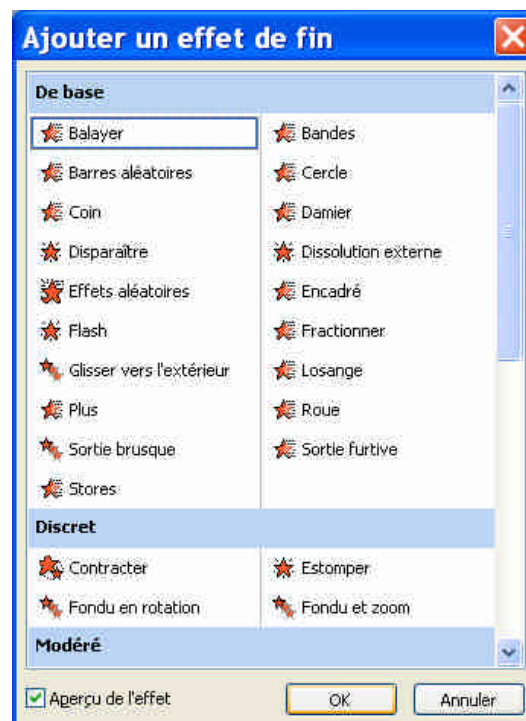 Ajouter un effet de fin
De base
Balayer
Bandes
Barres aléatoires
Cercle
Coin
Damier
Disparaître
Dissolution externe
Effets aléatoires
Encadré
Flash
Fractionner
Glisser vers l'extérieur
Losange
Plus
Roue
Sortie brusque
Sortie furtive
Stores
Discret
Contracter
Estomper
Fondu en rotation
Fondu et zoom
Modéré
Aperçu de l'effet
OK
Annuler